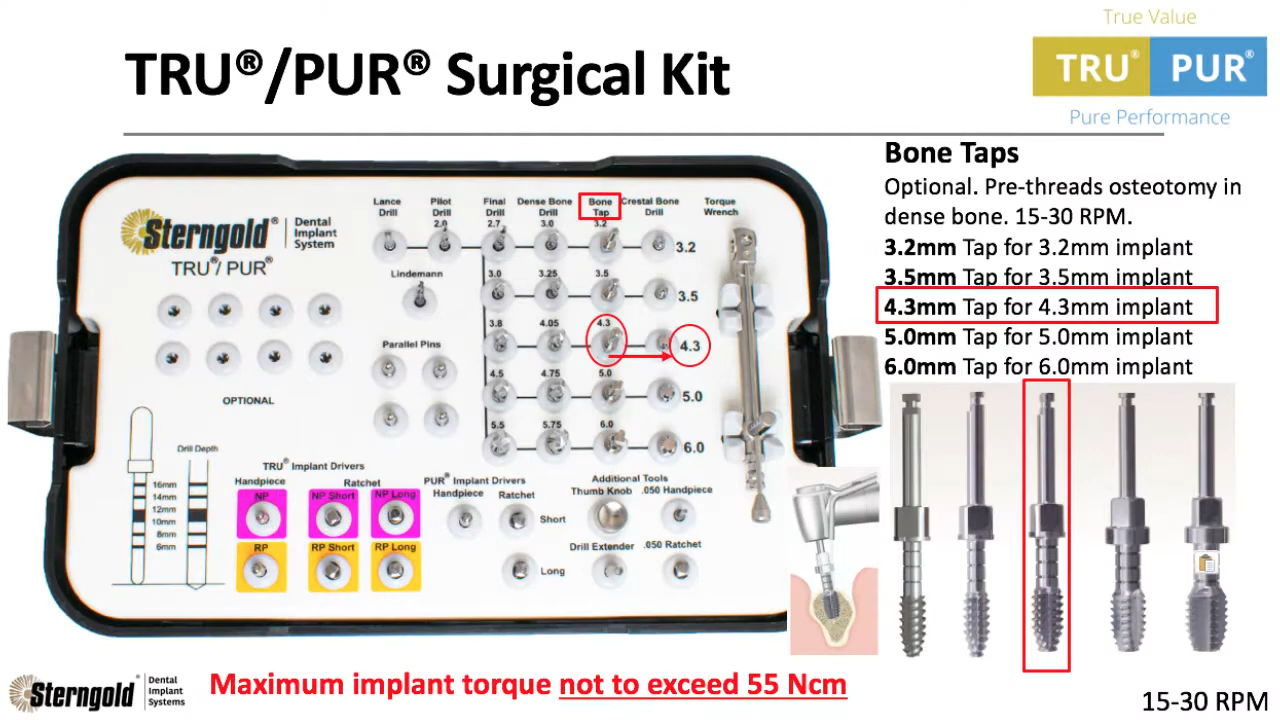 True Value
TRU® PUR®
Pure Performance
TRU®/PUR® Surgical Kit
Bone Taps
Optional. Pre-threads osteotomy in
dense bone. 15-30 RPM.
3.2mm Tap for 3.2mm implant
3.5mm Tap for 3.5mm implant
4.3mm Tap for 4.3mm implant
5.0mm Tap for 5.0mm implant
6.0mm Tap for 6.0mm implant
Sterngold® Dental
Implant
System
TRU®/ PUR®
OPTIONAL
Lance
Drill
Pilot
Drill
2.0
Final
Drill
2.7
Dense Bone
Drill
3.0
Bone
Tap
3.2
Crestal Bone
Drill
Torque
Wrench
3.2
Lindemann
3.0 3.25 3.5
3.5
3.8 4.05 4.3
4.3
Parallel Pins
4.5 4.75 5.0
5.0
5.5 5.75 6.0
6.0
Drill Depth
16mm
14mm
12mm
10mm
8mm
6mm
TRU® Implant Drivers
Handpiece Ratchet
NP NP Short NP Long
RP RP Short RP Long
PUR® Implant Drivers
Handpiece Ratchet
Short
Long
Additional Tools
Thumb Knob .050 Handpiece
Drill Extender .050 Ratchet
Sterngold® Dental
Implant
Systems
Maximum implant torque not to exceed 55 Ncm
15-30 RPM